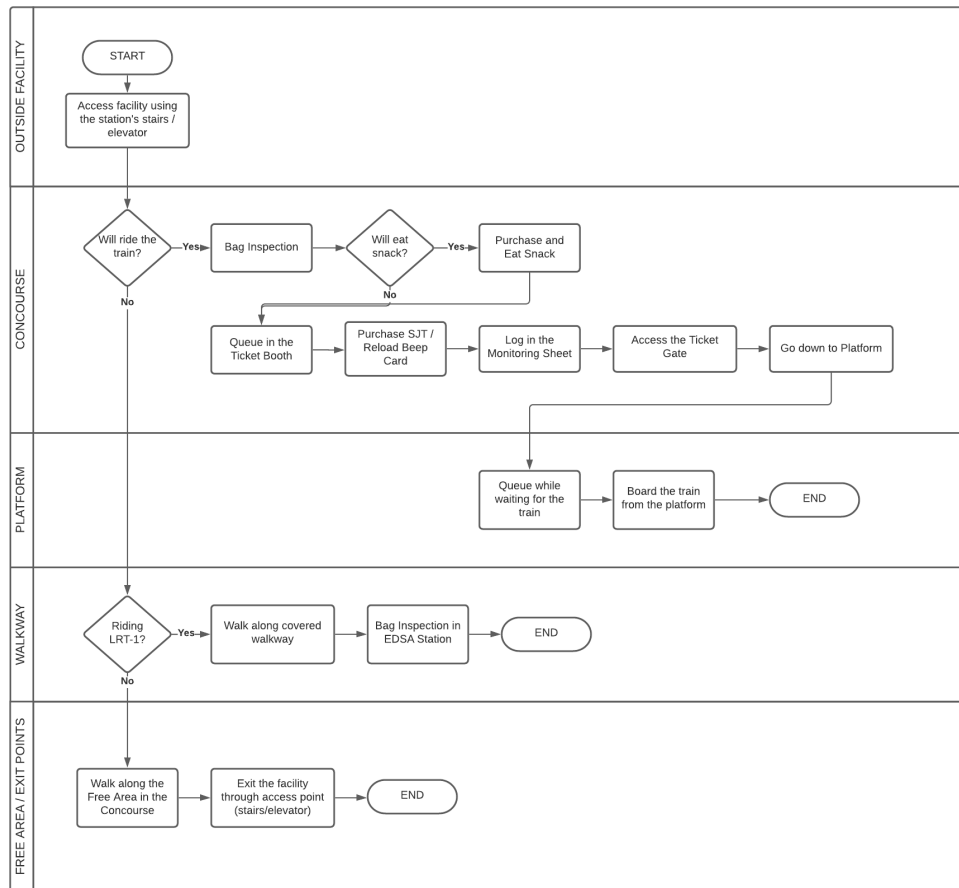 OUTSIDE FACILITY
START
Access facility using
the station's stairs /
elevator
CONCOURSE
Will ride the
train?
Yes
No
Bag Inspection
Will eat
snack?
Yes
No
Purchase and
Eat Snack
Queue in the
Ticket Booth
Purchase SJT /
Reload Beep
Card
Log in the
Monitoring Sheet
Access the Ticket
Gate
Go down to Platform
PLATFORM
Queue while
waiting for the
train
Board the train
from the platform
END
WALKWAY
Riding
LRT-1?
Yes
No
Walk along covered
walkway
Bag Inspection in
EDSA Station
END
FREE AREA / EXIT POINTS
Walk along the
Free Area in the
Concourse
Exit the facility
through access point
(stairs/elevator)
END